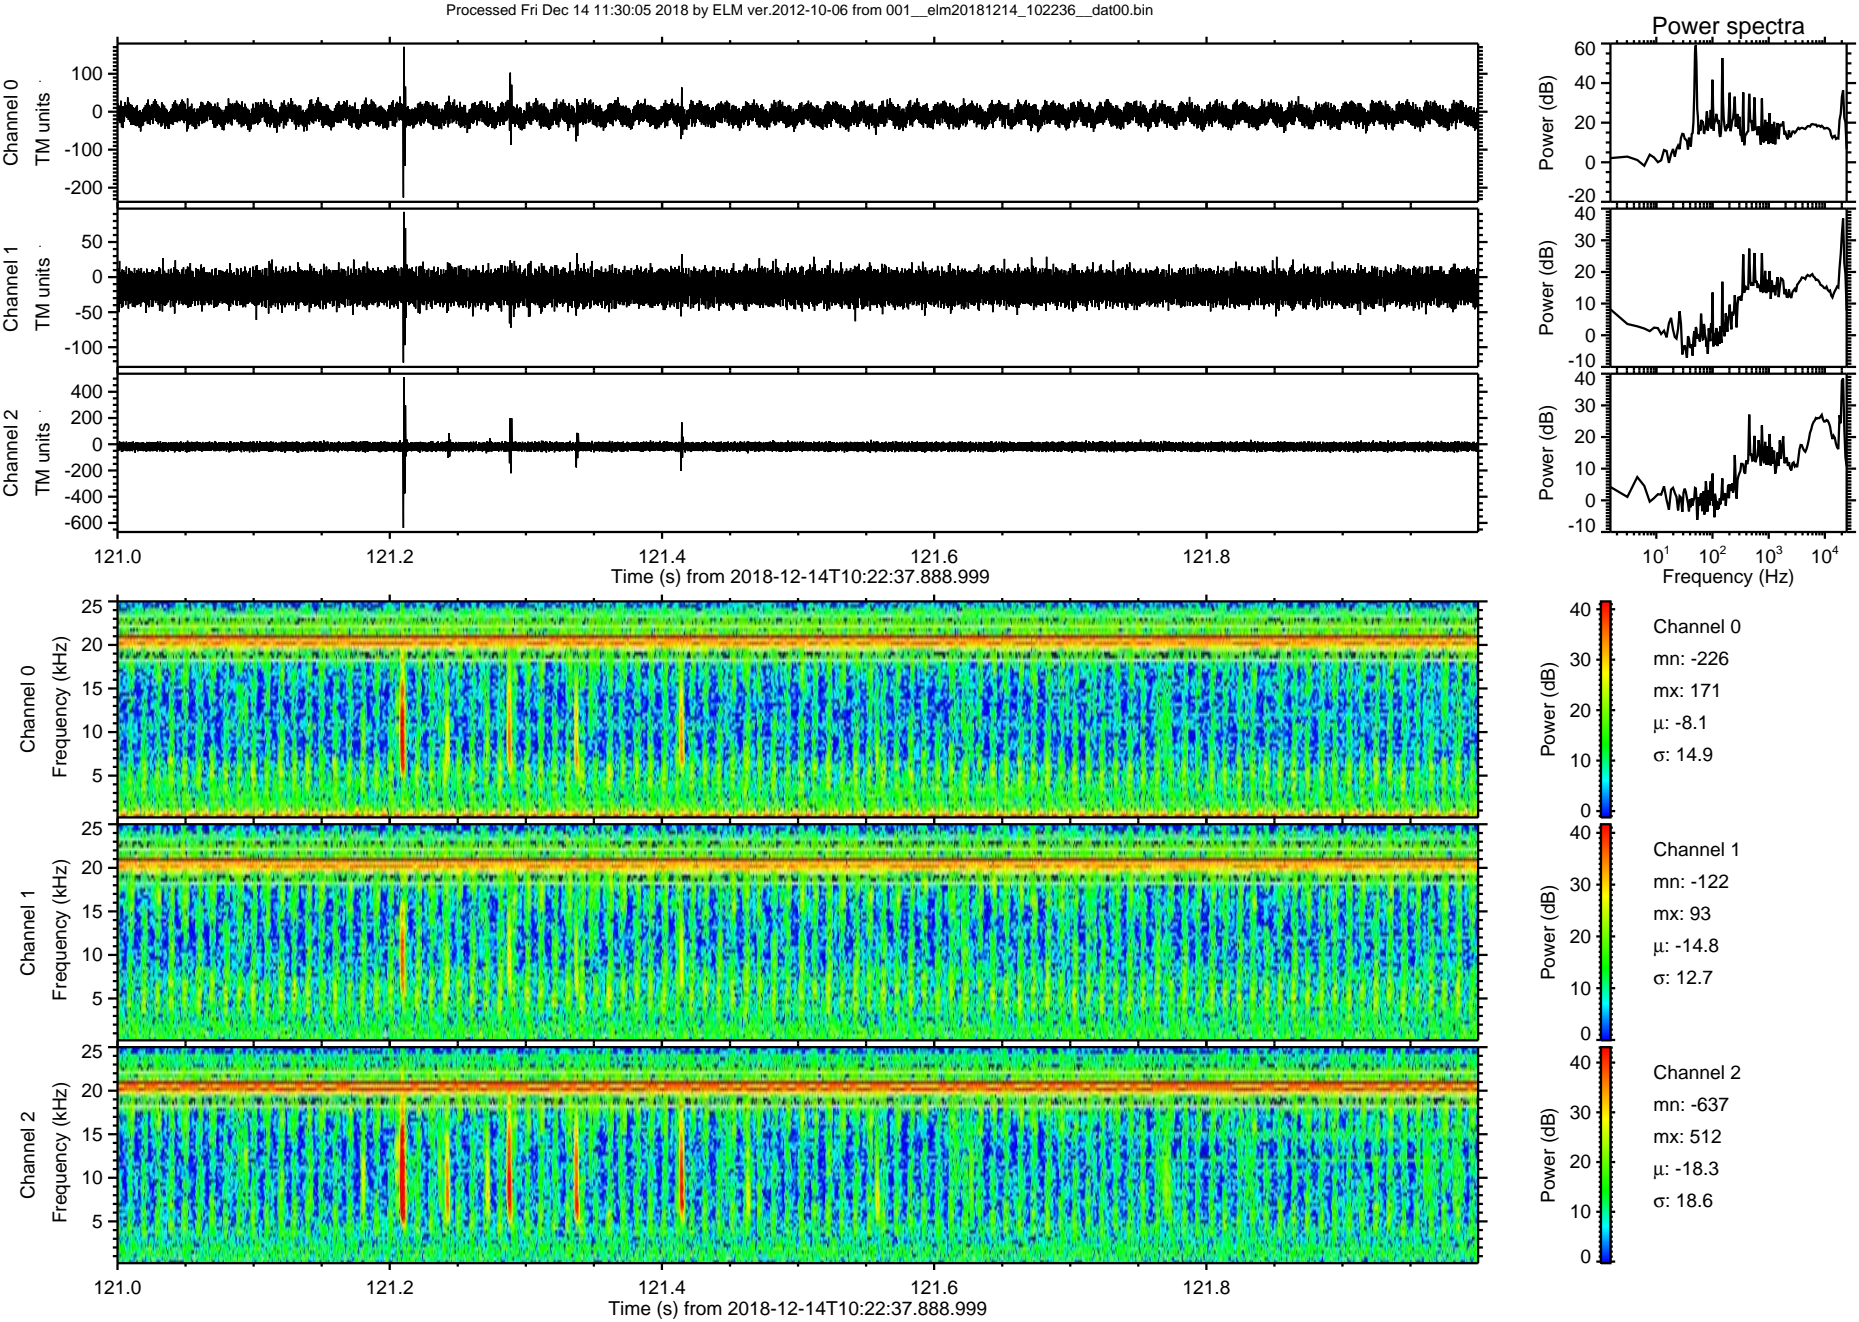 Processed Fri Dec 14 11:30:05 2018 by ELM ver.2012-10-06 from 001__elm20181214_102236__dat00.bin
Power spectra
Channel 0
TM units
100
0
-100
-200
Power (dB)
60
40
20
0
-20
Channel 1
TM units
50
0
-50
-100
Power (dB)
40
30
20
10
0
-10
Channel 2
TM units
400
200
0
-200
-400
-600
Power (dB)
40
30
20
10
0
-10
121.0 121.2 121.4 121.6 121.8
Time (s) from 2018-12-14T10:22:37.888.999
10¹ 10² 10³ 10⁴
Frequency (Hz)
Channel 0
Frequency (kHz)
25
20
15
10
5
Power (dB)
40
30
20
10
0
Channel 0
mn: -226
mx: 171
μ: -8.1
σ: 14.9
Channel 1
Frequency (kHz)
25
20
15
10
5
Power (dB)
40
30
20
10
0
Channel 1
mn: -122
mx: 93
μ: -14.8
σ: 12.7
Channel 2
Frequency (kHz)
25
20
15
10
5
Power (dB)
40
30
20
10
0
Channel 2
mn: -637
mx: 512
μ: -18.3
σ: 18.6
121.0 121.2 121.4 121.6 121.8
Time (s) from 2018-12-14T10:22:37.888.999